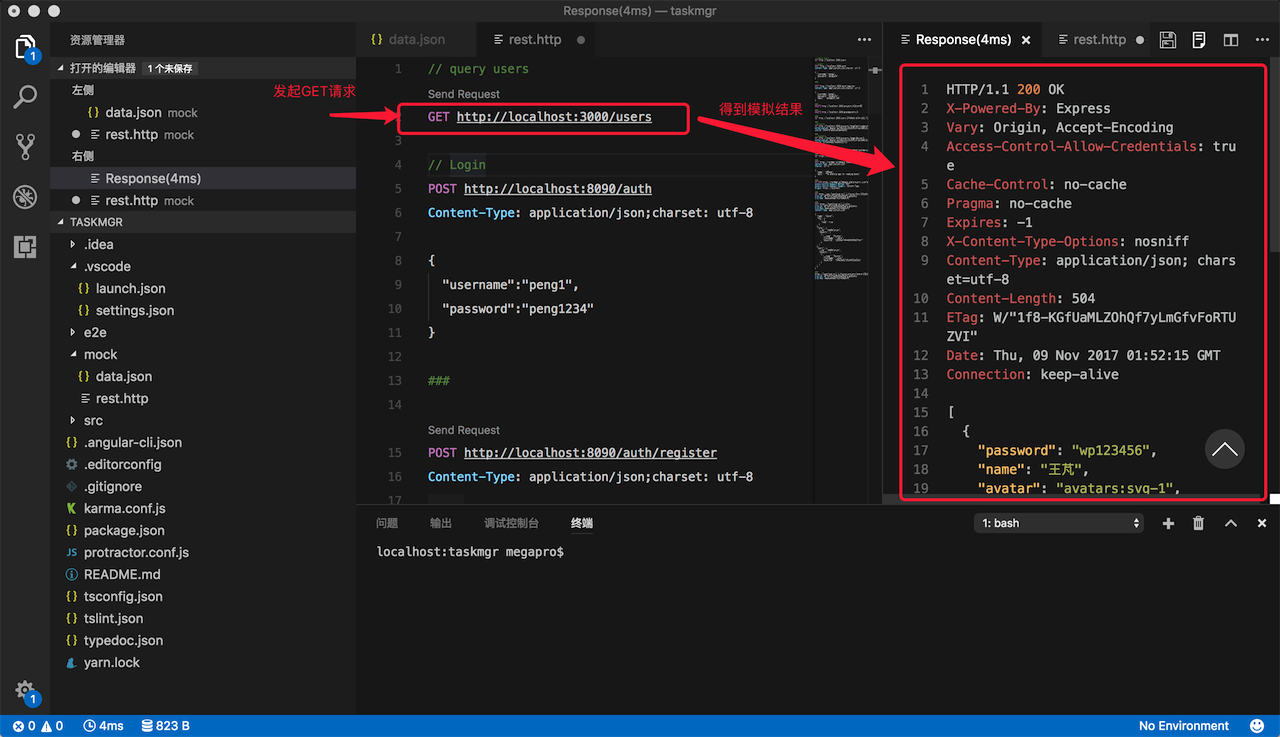 Response(4ms) — taskmgr
资源管理器
打开的编辑器 1 个未保存
左侧
{ } data.json mock
rest.http mock
右侧
Response(4ms)
rest.http mock
TASKMGR
.idea
.vscode
{ } launch.json
{ } settings.json
e2e
mock
{ } data.json
rest.http
src
{ } .angular-cli.json
.editorconfig
.gitignore
karma.conf.js
{ } package.json
JS protractor.conf.js
README.md
{ } tsconfig.json
{ } tslint.json
{ } typedoc.json
yarn.lock
1
1
发起GET请求
得到模拟结果
{ } data.json
rest.http
1 // query users
Send Request
GET http://localhost:3000/users
3
4 // Login
5 POST http://localhost:8090/auth
6 Content-Type: application/json;charset: utf-8
7
8 {
9 "username":"peng1",
10 "password":"peng1234"
11 }
12
13 ###
14
Send Request
15 POST http://localhost:8090/auth/register
16 Content-Type: application/json;charset: utf-8
17
Response(4ms)
rest.http
1 HTTP/1.1 200 OK
2 X-Powered-By: Express
3 Vary: Origin, Accept-Encoding
4 Access-Control-Allow-Credentials: tru
e
5 Cache-Control: no-cache
6 Pragma: no-cache
7 Expires: -1
8 X-Content-Type-Options: nosniff
9 Content-Type: application/json; chars
et=utf-8
10 Content-Length: 504
11 ETag: W/"1f8-KGfUaMLZOhQf7yLmGfvFoRTU
ZVI"
12 Date: Thu, 09 Nov 2017 01:52:15 GMT
13 Connection: keep-alive
14
15 [
16 {
17 "password": "wp123456",
18 "name": "王芃",
19 "avatar": "avatars:svg-1",
问题 输出 调试控制台 终端
1: bash
localhost:taskmgr megapro$
0 0 4ms 823 B
No Environment